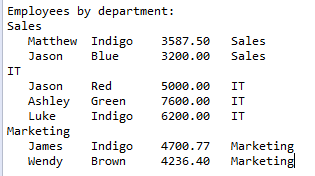 Employees by department:
Sales
   Matthew  Indigo    3587.50   Sales
   Jason    Blue      3200.00   Sales
IT
   Jason    Red       5000.00   IT
   Ashley   Green     7600.00   IT
   Luke     Indigo    6200.00   IT
Marketing
   James    Indigo    4700.77   Marketing
   Wendy    Brown     4236.40   Marketing